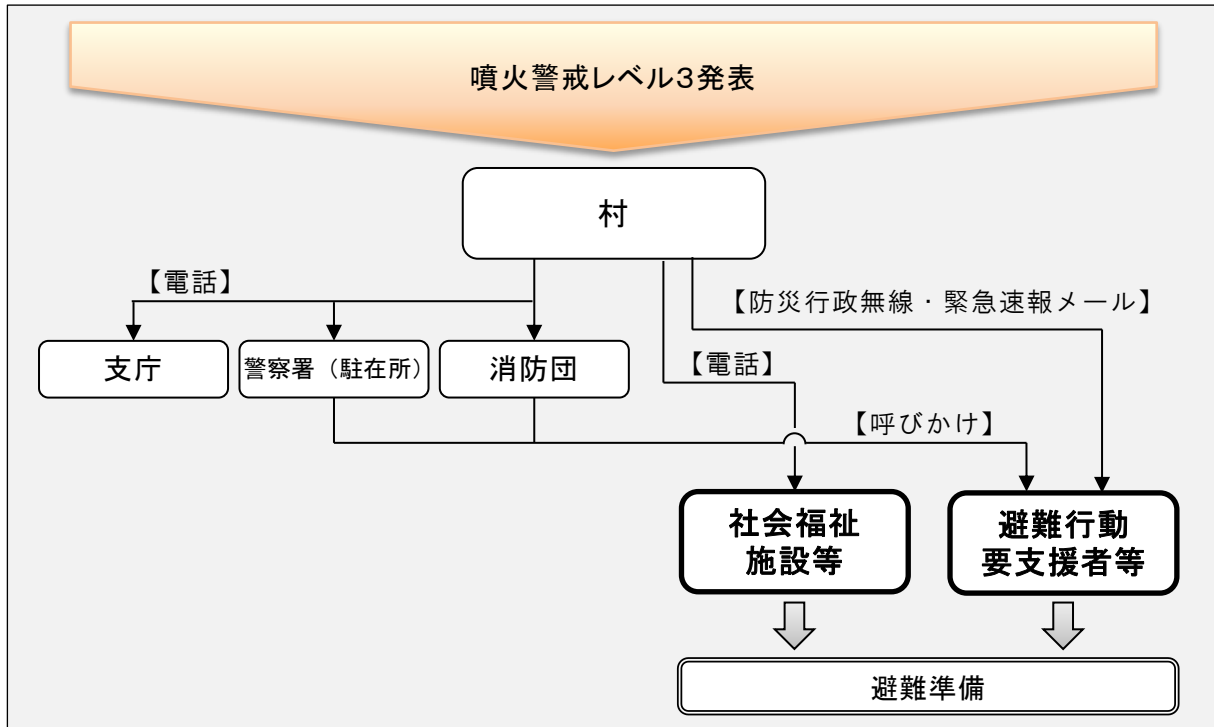 噴火警戒レベル3発表
村
【電話】
【防災行政無線・緊急速報メール】
支庁
警察署（駐在所）
消防団
【電話】
【呼びかけ】
社会福祉
施設等
避難行動
要支援者等
避難準備